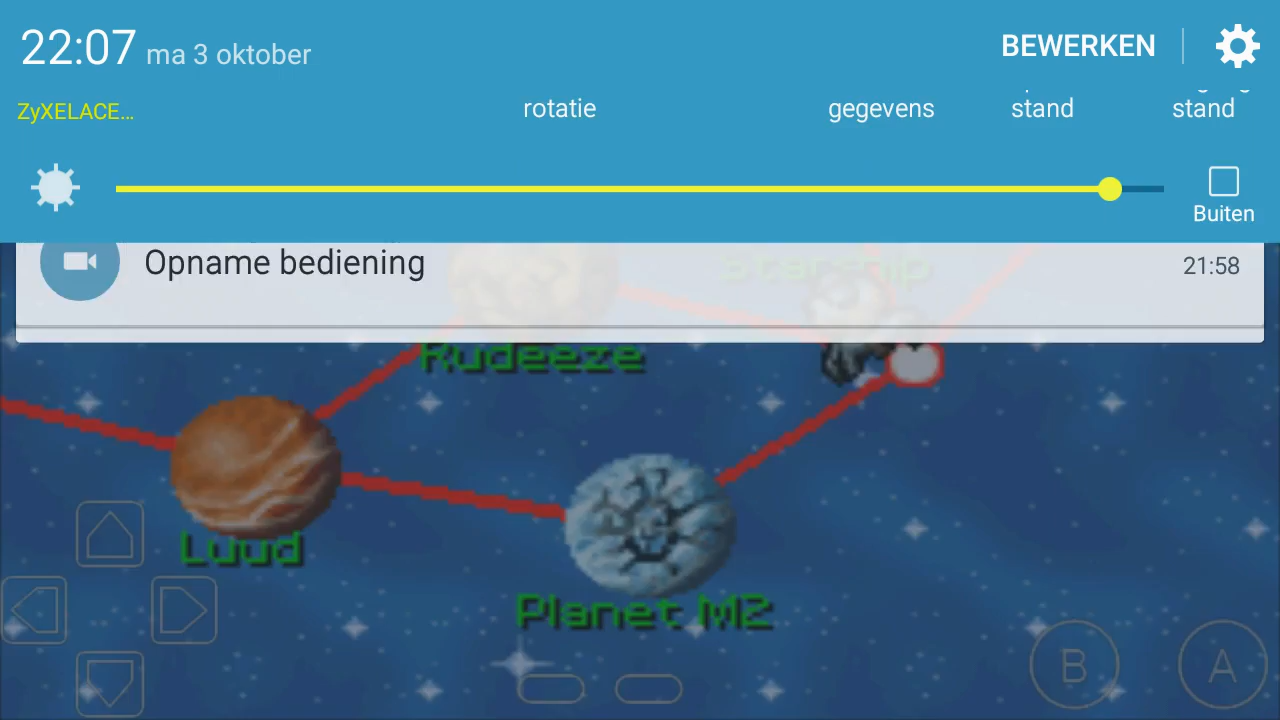 22:07 ma 3 oktober
BEWERKEN
ZyXELACE...
rotatie
gegevens
stand
stand
Buiten
Opname bediening
21:58
Starship
Rudeeze
Luud
Planet M2
B
A